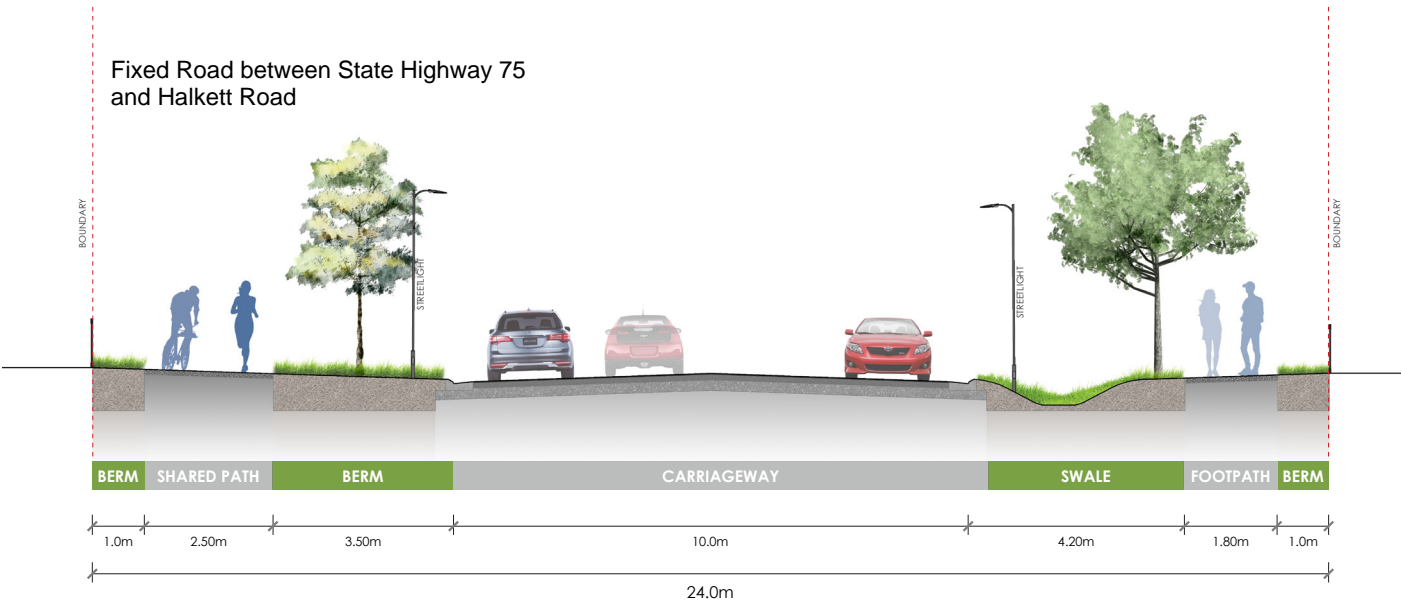 Fixed Road between State Highway 75
and Halkett Road
BOUNDARY
STREETLIGHT
STREETLIGHT
BOUNDARY
BERM SHARED PATH BERM CARRIAGEWAY SWALE FOOTPATH BERM
1.0m 2.50m 3.50m 10.0m 4.20m 1.80m 1.0m
24.0m